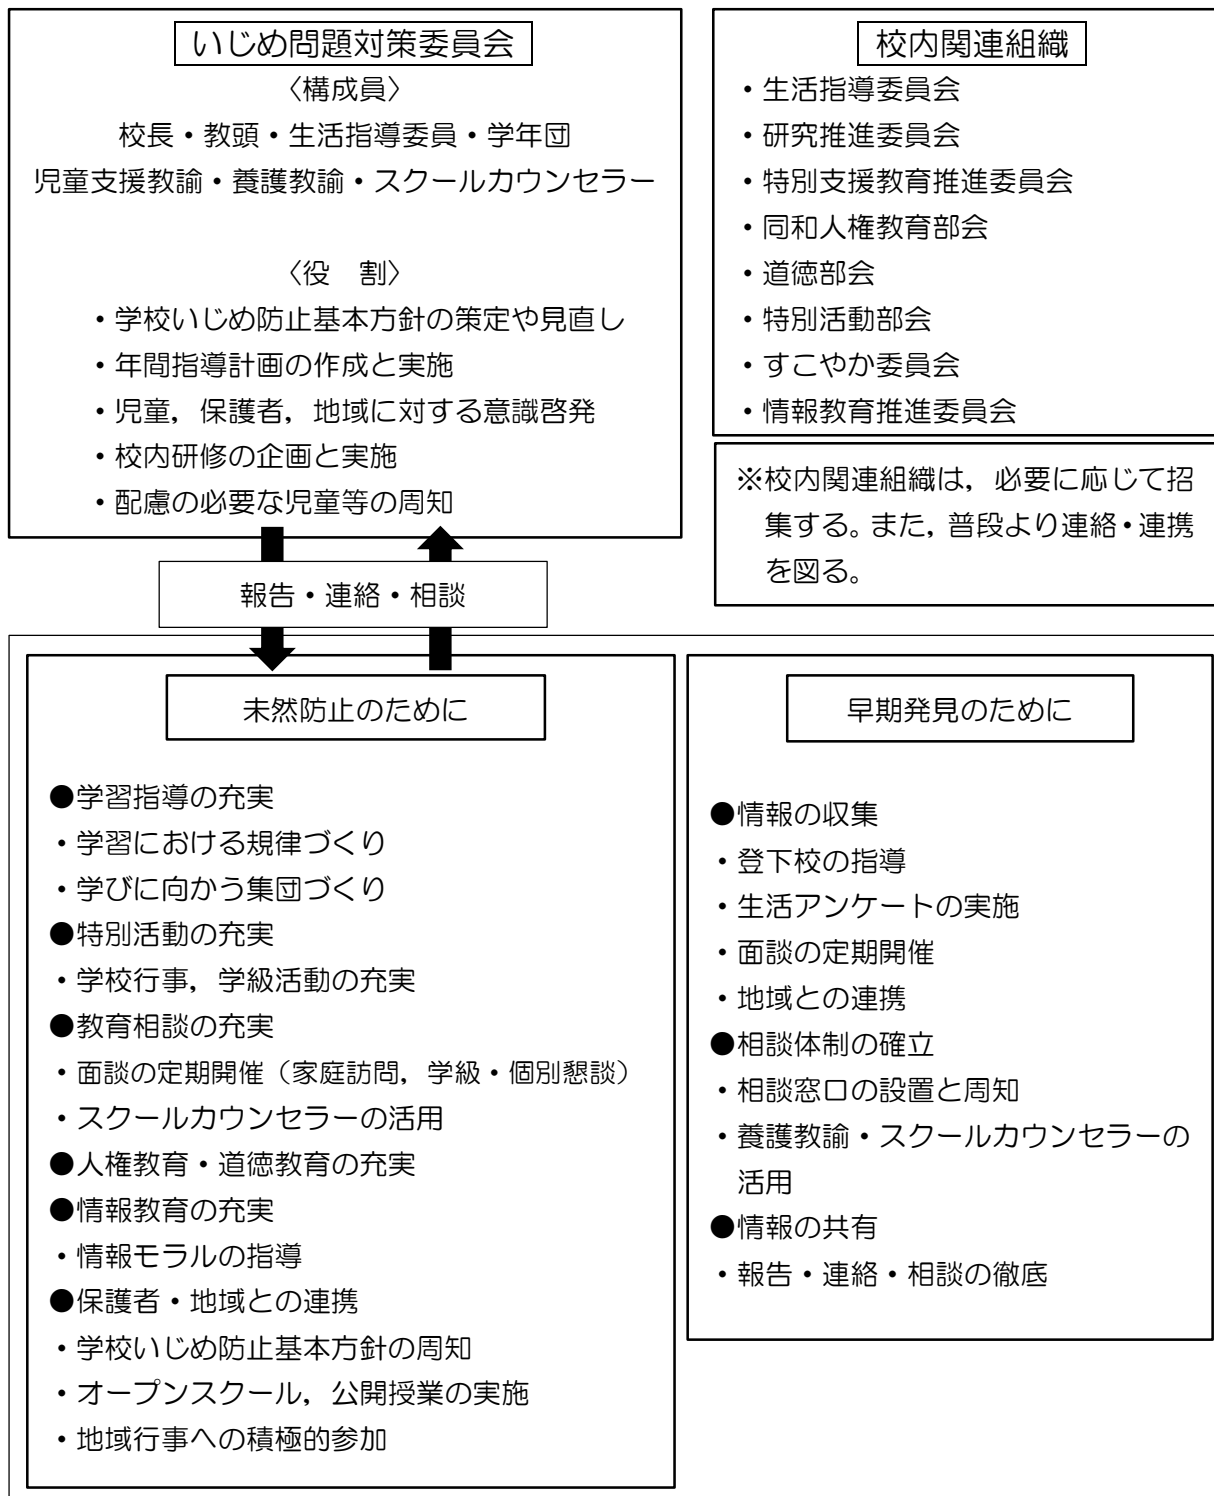 いじめ問題対策委員会
〈構成員〉
校長・教頭・生活指導委員・学年団
児童支援教諭・養護教諭・スクールカウンセラー
〈役　割〉
・学校いじめ防止基本方針の策定や見直し
・年間指導計画の作成と実施
・児童，保護者，地域に対する意識啓発
・校内研修の企画と実施
・配慮の必要な児童等の周知
校内関連組織
・生活指導委員会
・研究推進委員会
・特別支援教育推進委員会
・同和人権教育部会
・道徳部会
・特別活動部会
・すこやか委員会
・情報教育推進委員会
※校内関連組織は，必要に応じて招
集する。また，普段より連絡・連携
を図る。
報告・連絡・相談
未然防止のために
●学習指導の充実
・学習における規律づくり
・学びに向かう集団づくり
●特別活動の充実
・学校行事，学級活動の充実
●教育相談の充実
・面談の定期開催（家庭訪問，学級・個別懇談）
・スクールカウンセラーの活用
●人権教育・道徳教育の充実
●情報教育の充実
・情報モラルの指導
●保護者・地域との連携
・学校いじめ防止基本方針の周知
・オープンスクール，公開授業の実施
・地域行事への積極的参加
早期発見のために
●情報の収集
・登下校の指導
・生活アンケートの実施
・面談の定期開催
・地域との連携
●相談体制の確立
・相談窓口の設置と周知
・養護教諭・スクールカウンセラーの
活用
●情報の共有
・報告・連絡・相談の徹底